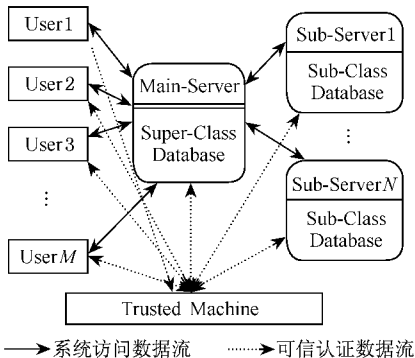 User1
User2
User3
⋮
UserM
Main-Server
Super-Class
Database
Sub-Server1
Sub-Class
Database
⋮
Sub-ServerN
Sub-Class
Database
Trusted Machine
系统访问数据流
可信认证数据流